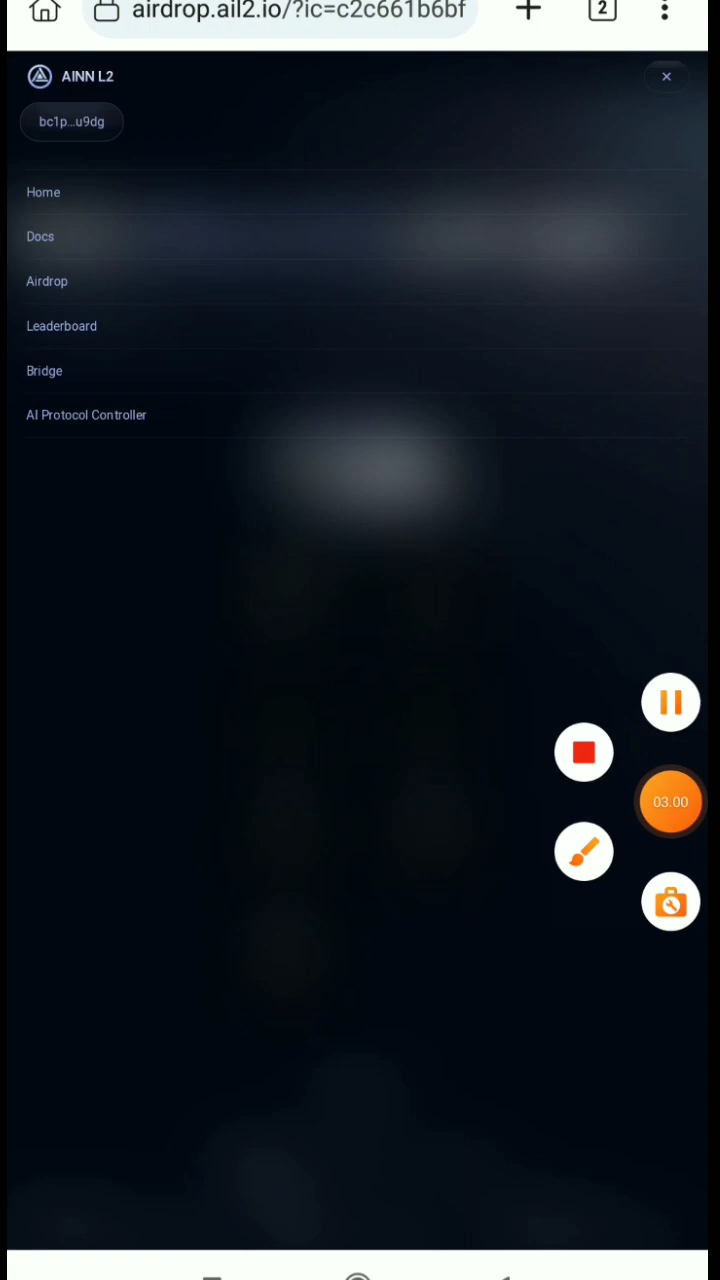 airdrop.ail2.io/?ic=c2c661b6bf
2
AINN L2
bc1p...u9dg
Home
Docs
Airdrop
Leaderboard
Bridge
AI Protocol Controller
03.00